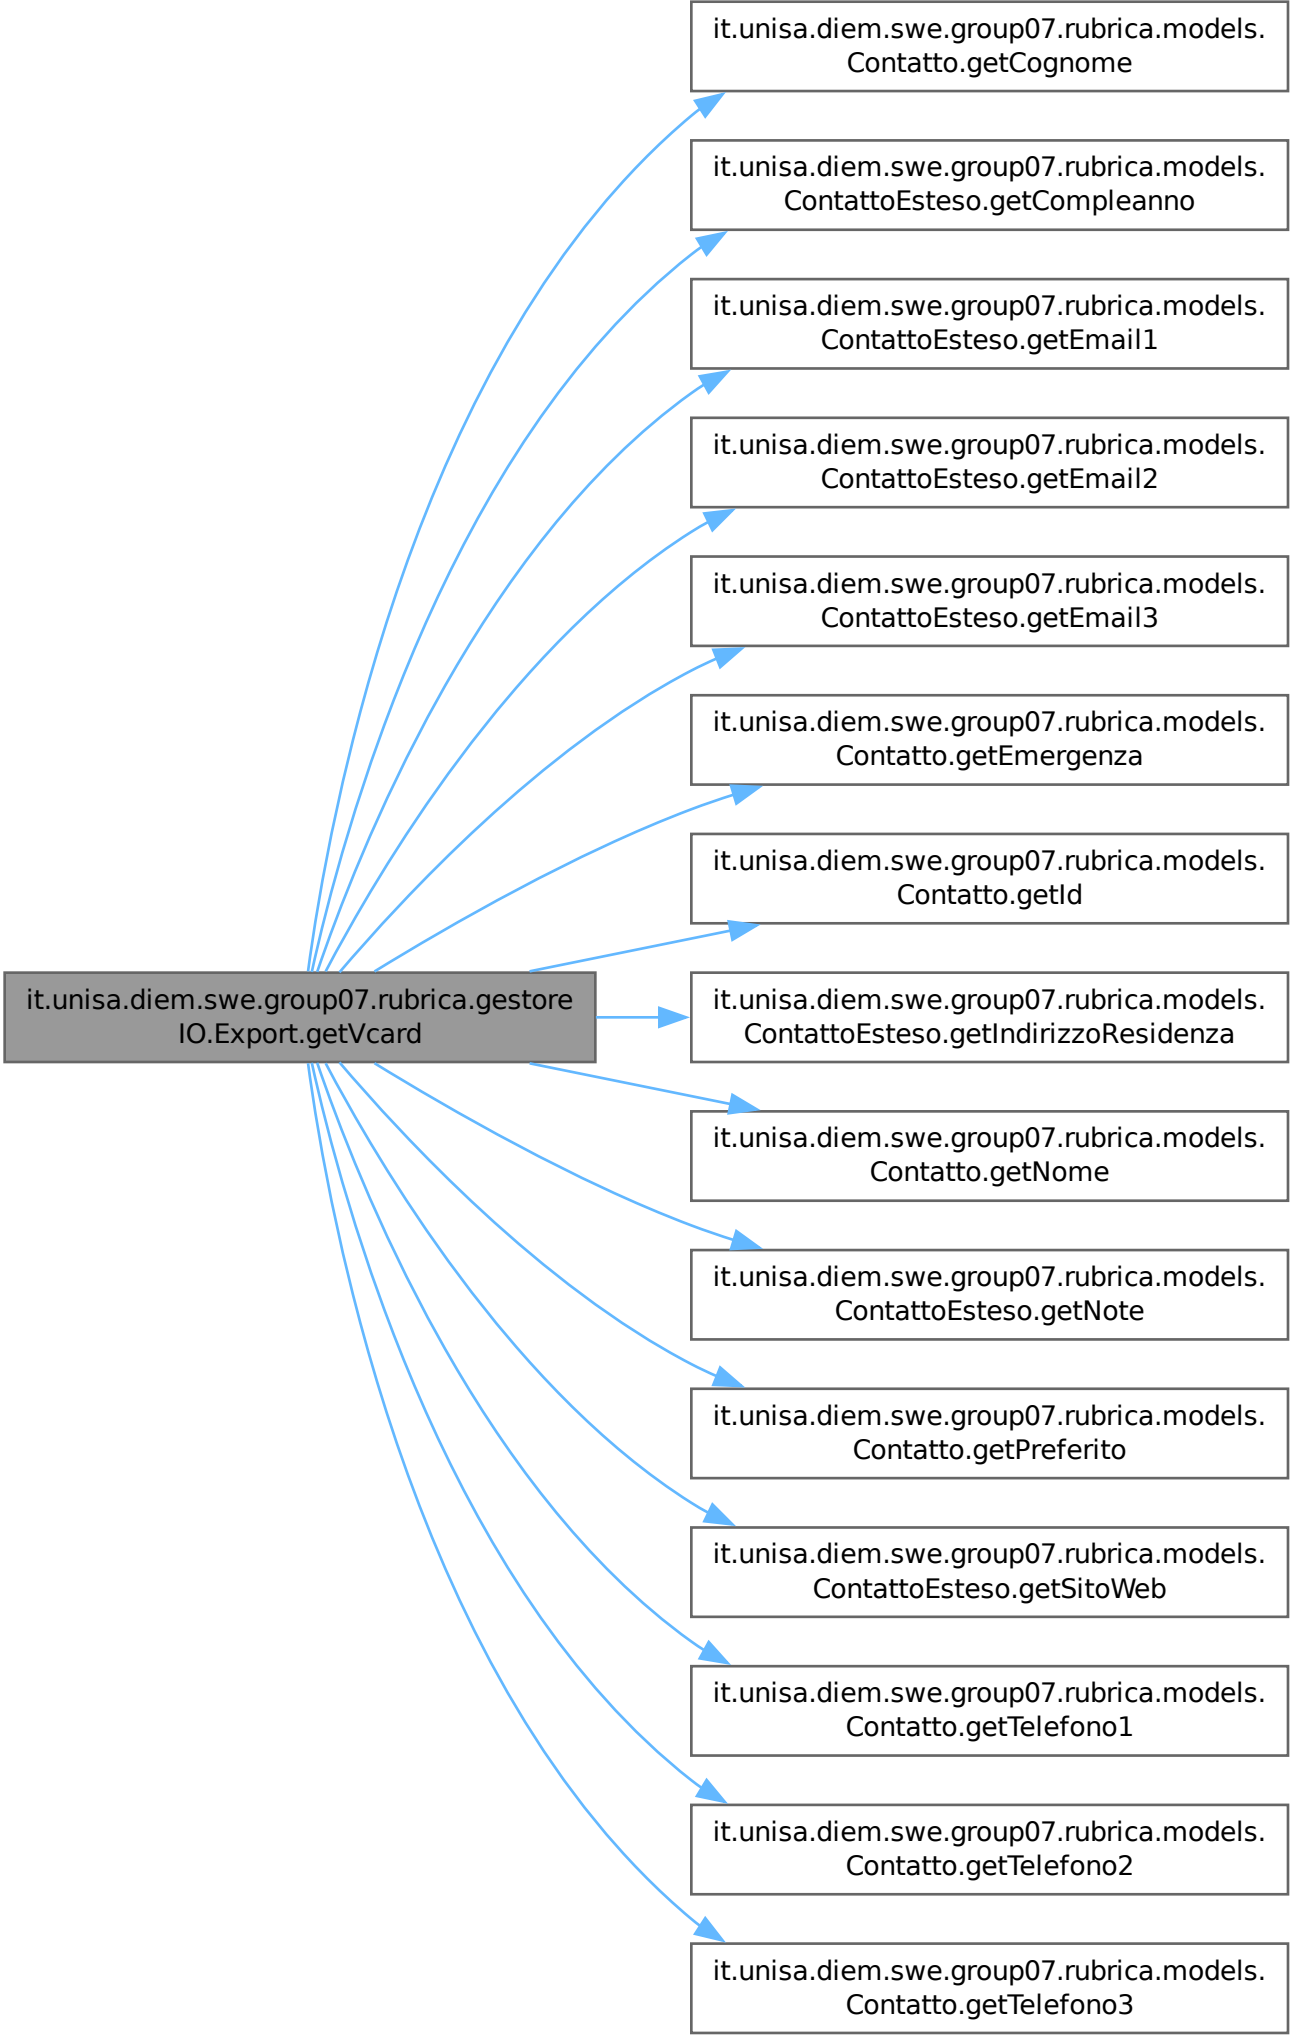 it.unisa.diem.swe.group07.rubrica.models.
Contatto.getCognome
it.unisa.diem.swe.group07.rubrica.models.
ContattoEsteso.getCompleanno
it.unisa.diem.swe.group07.rubrica.models.
ContattoEsteso.getEmail1
it.unisa.diem.swe.group07.rubrica.models.
ContattoEsteso.getEmail2
it.unisa.diem.swe.group07.rubrica.models.
ContattoEsteso.getEmail3
it.unisa.diem.swe.group07.rubrica.models.
Contatto.getEmergenza
it.unisa.diem.swe.group07.rubrica.models.
Contatto.getId
it.unisa.diem.swe.group07.rubrica.gestore
IO.Export.getVcard
it.unisa.diem.swe.group07.rubrica.models.
ContattoEsteso.getIndirizzoResidenza
it.unisa.diem.swe.group07.rubrica.models.
Contatto.getNome
it.unisa.diem.swe.group07.rubrica.models.
ContattoEsteso.getNote
it.unisa.diem.swe.group07.rubrica.models.
Contatto.getPreferito
it.unisa.diem.swe.group07.rubrica.models.
ContattoEsteso.getSitoWeb
it.unisa.diem.swe.group07.rubrica.models.
Contatto.getTelefono1
it.unisa.diem.swe.group07.rubrica.models.
Contatto.getTelefono2
it.unisa.diem.swe.group07.rubrica.models.
Contatto.getTelefono3